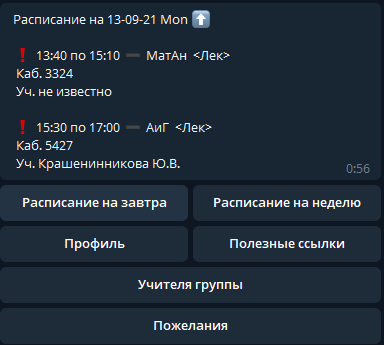 Расписание на 13-09-21 Mon ⬆️
❗ 13:40 по 15:10 ➖ МатАн <Лек>
Каб. 3324
Уч. не известно
❗ 15:30 по 17:00 ➖ АиГ <Лек>
Каб. 5427
Уч. Крашенинникова Ю.В.
0:56
Расписание на завтра
Расписание на неделю
Профиль
Полезные ссылки
Учителя группы
Пожелания